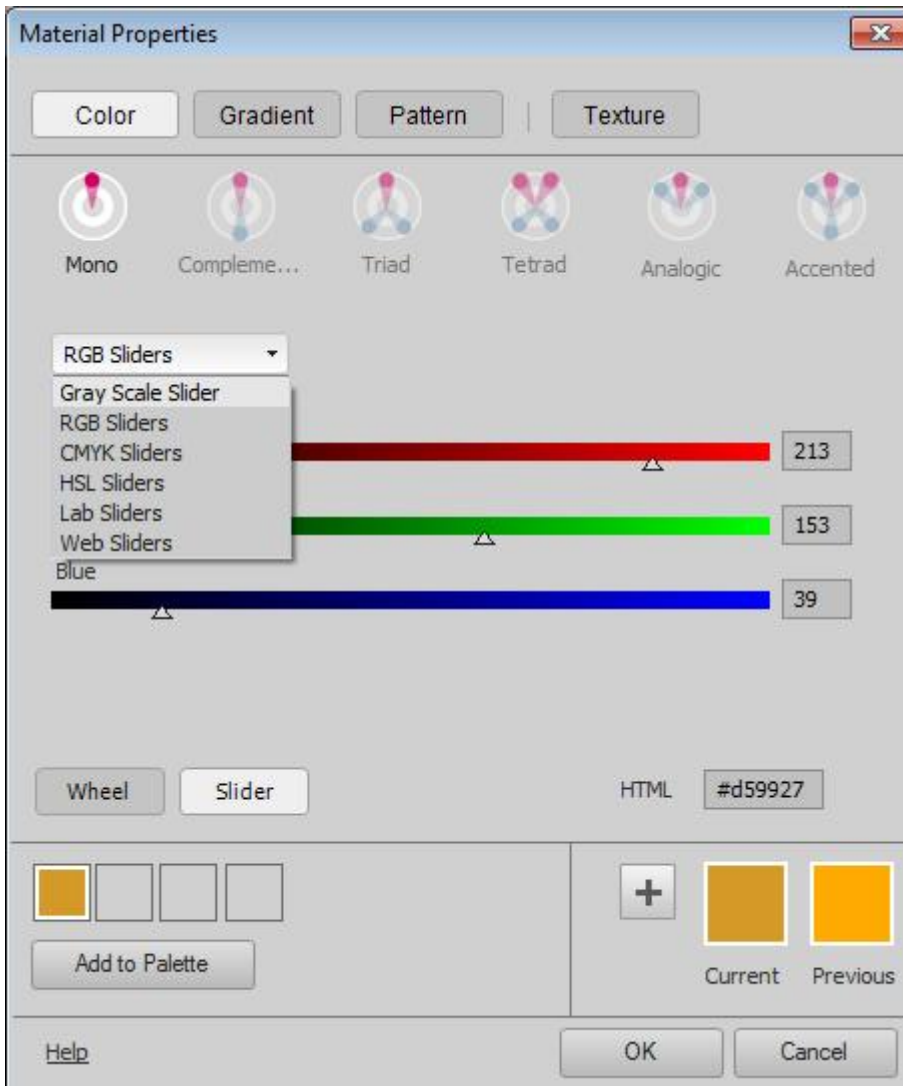 Material Properties
Color Gradient Pattern Texture
Mono Compleme... Triad Tetrad Analogic Accented
RGB Sliders
Gray Scale Slider
RGB Sliders
CMYK Sliders
213
HSL Sliders
Lab Sliders
153
Web Sliders
Blue
39
Wheel Slider HTML #d59927
Add to Palette
Current Previous
Help OK Cancel